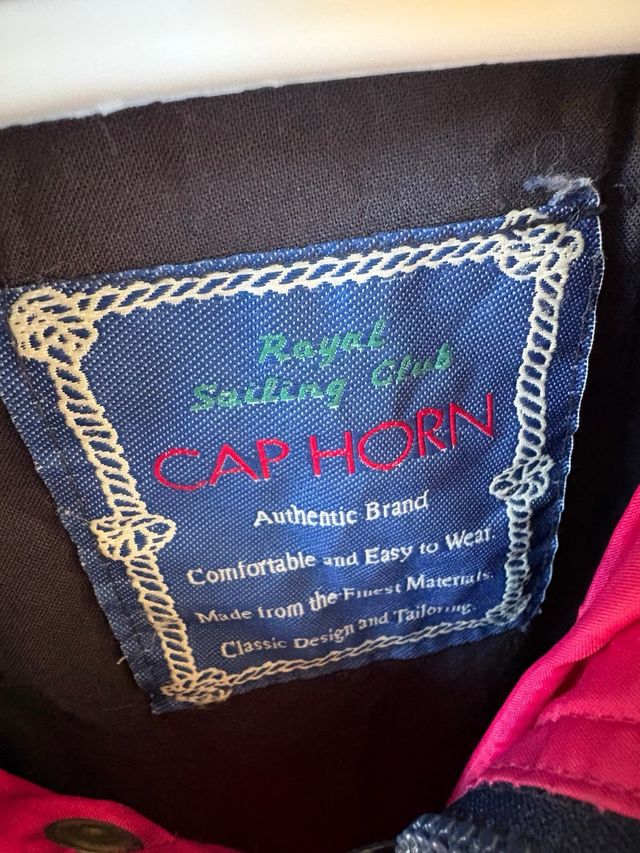 Royal
Sailing Club
CAP HORN
Authentic Brand
Comfortable and Easy to Wear.
Made from the Finest Materials.
Classic Design and Tailoring.